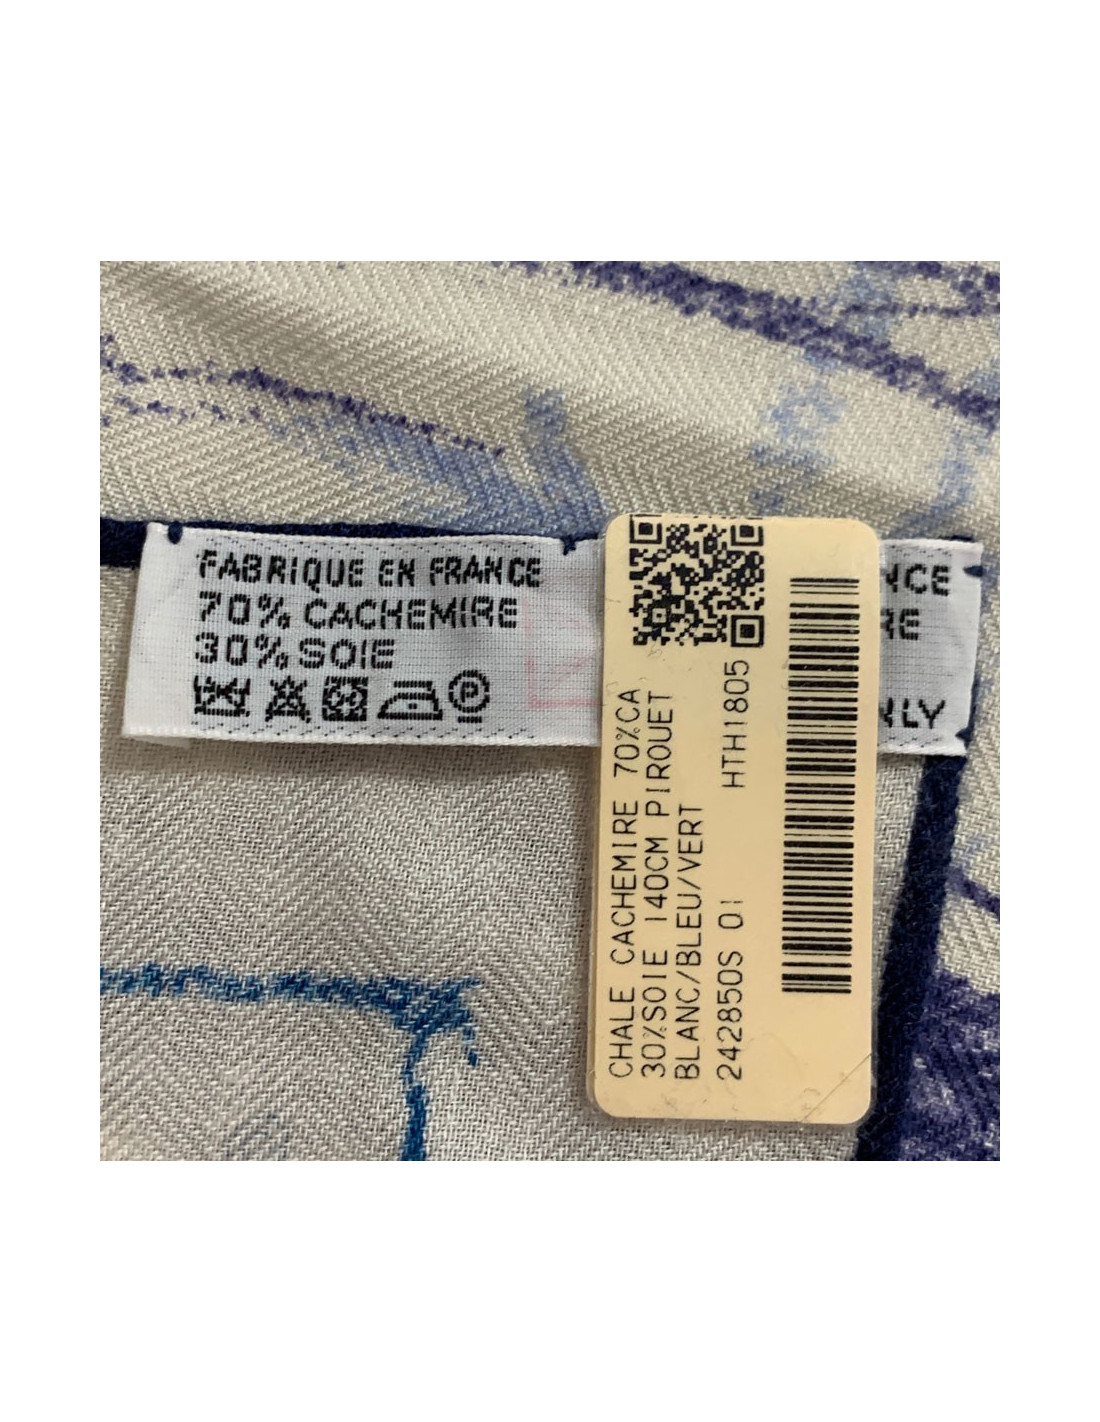 FABRIQUE EN FRANCE
70% CACHEMIRE
30% SOIE
P
NCE
RE
NLY
CHALE CACHEMIRE 70%CA
30%SOIE 140CM PIROUET
BLANC/BLEU/VERT
242850S 01 HTH1805